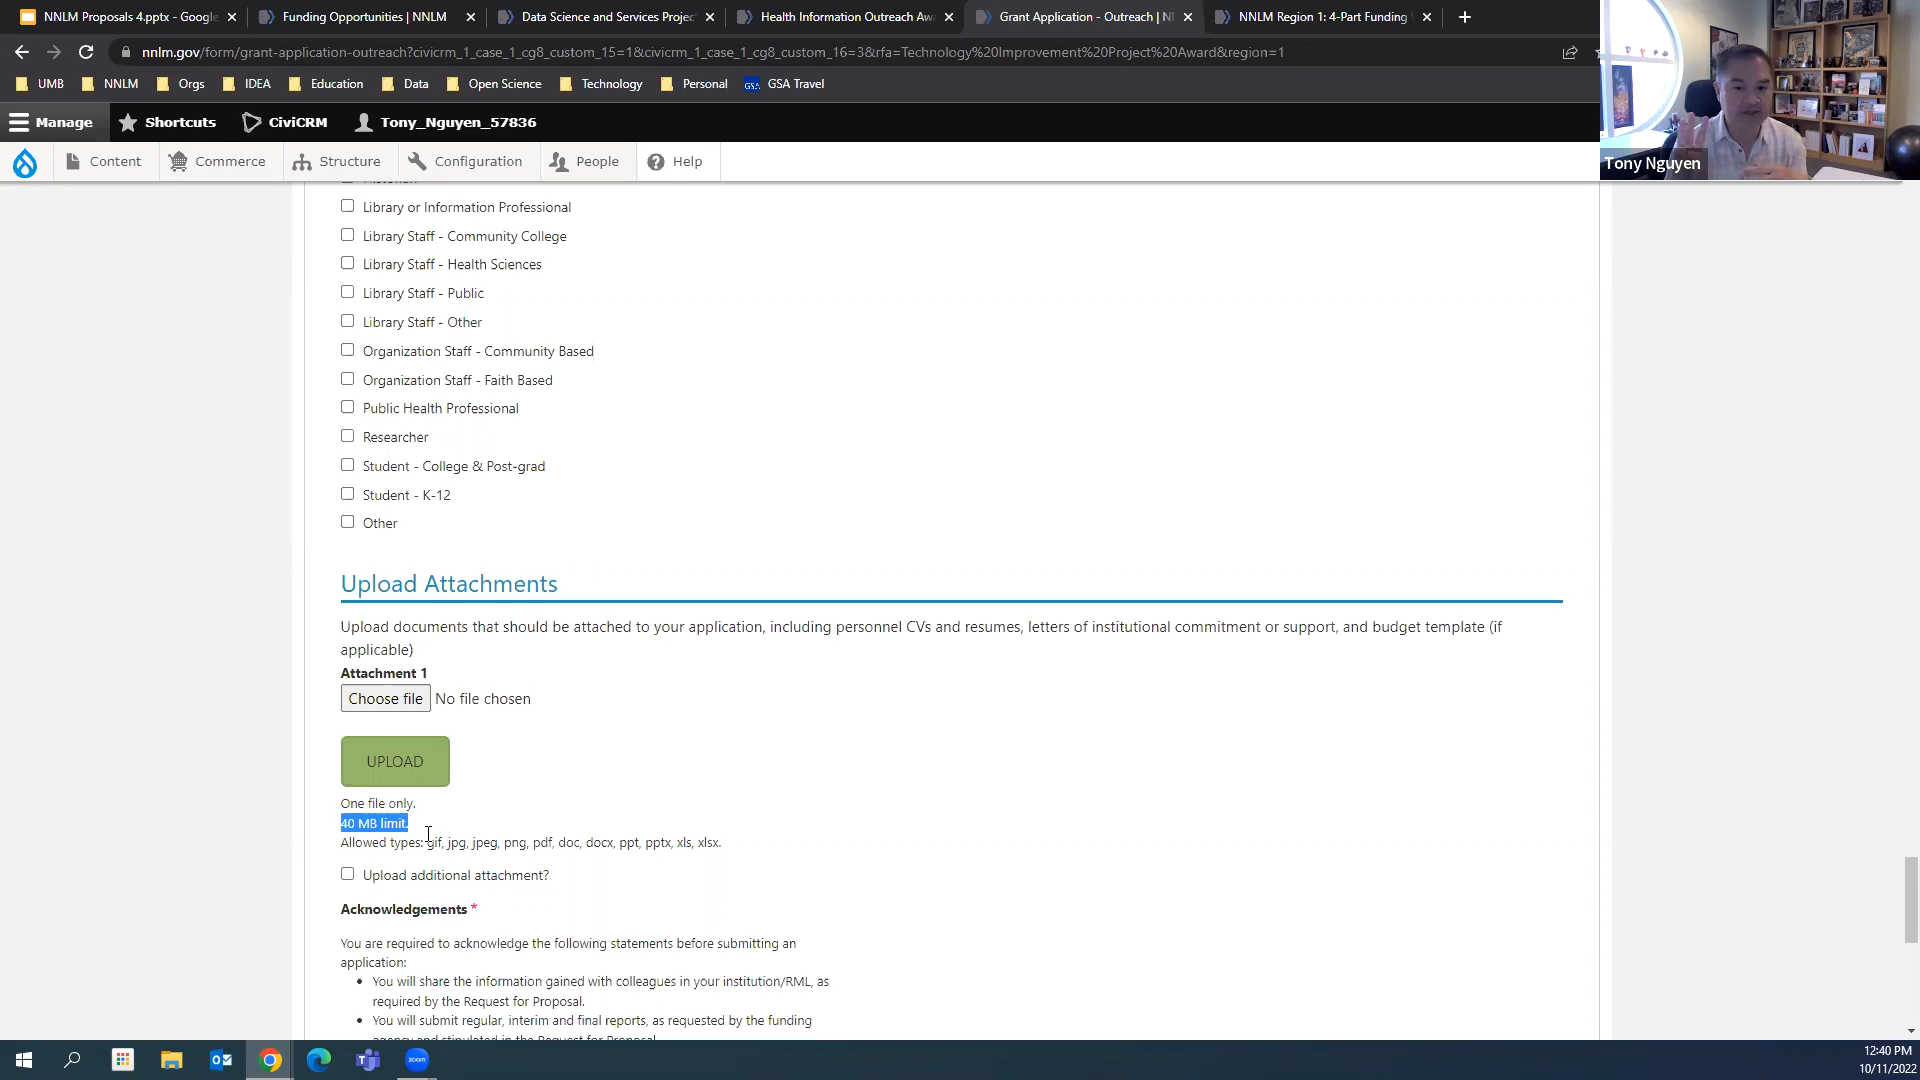 NNLM Proposals 4.pptx - Google
Funding Opportunities | NNLM
Data Science and Services Projec
Health Information Outreach Aw
Grant Application - Outreach | N
NNLM Region 1: 4-Part Funding
nnlm.gov/form/grant-application-outreach?civicrm_1_case_1_cg8_custom_15=1&civicrm_1_case_1_cg8_custom_16=3&rfa=Technology%20Improvement%20Project%20Award&region=1
UMB NNLM Orgs IDEA Education Data Open Science Technology Personal GSA GSA Travel
Manage Shortcuts CiviCRM Tony_Nguyen_57836
Content Commerce Structure Configuration People Help
Tony Nguyen
Library or Information Professional
Library Staff - Community College
Library Staff - Health Sciences
Library Staff - Public
Library Staff - Other
Organization Staff - Community Based
Organization Staff - Faith Based
Public Health Professional
Researcher
Student - College & Post-grad
Student - K-12
Other
Upload Attachments
Upload documents that should be attached to your application, including personnel CVs and resumes, letters of institutional commitment or support, and budget template (if
applicable)
Attachment 1
Choose file No file chosen
UPLOAD
One file only.
40 MB limit.
Allowed types: gif, jpg, jpeg, png, pdf, doc, docx, ppt, pptx, xls, xlsx.
Upload additional attachment?
Acknowledgements *
You are required to acknowledge the following statements before submitting an
application:
• You will share the information gained with colleagues in your institution/RML, as
required by the Request for Proposal.
• You will submit regular, interim and final reports, as requested by the funding
agency and stipulated in the Request for Proposal.
zoom
12:40 PM
10/11/2022